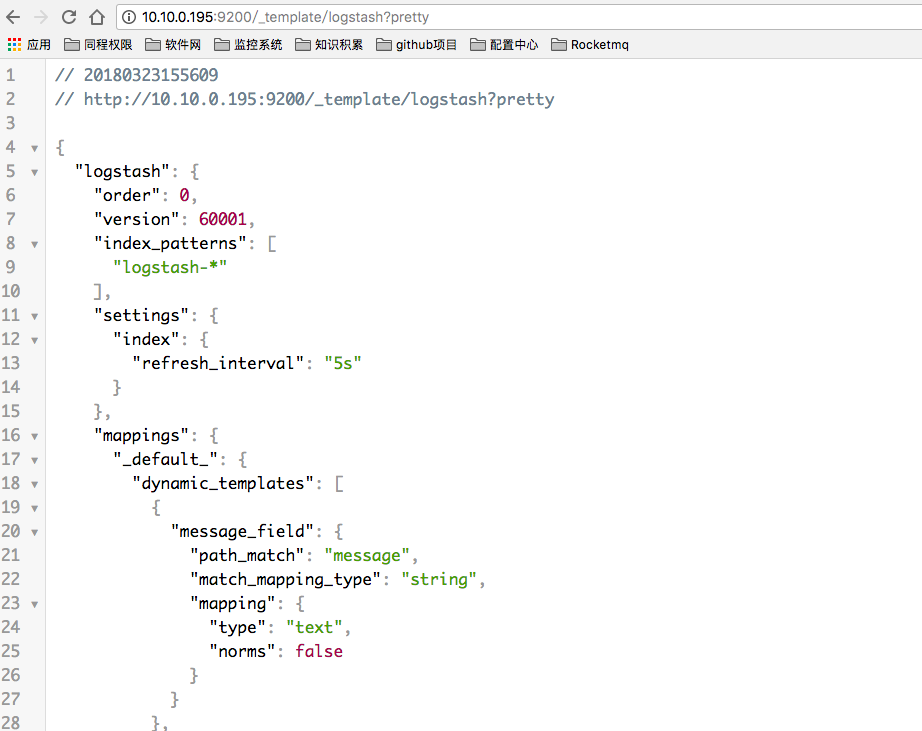 10.10.0.195:9200/_template/logstash?pretty
应用 同程权限 软件网 监控系统 知识积累 github项目 配置中心 Rocketmq
1 // 20180323155609
2 // http://10.10.0.195:9200/_template/logstash?pretty
3
4 {
5 "logstash": {
6 "order": 0,
7 "version": 60001,
8 "index_patterns": [
9 "logstash-*"
10 ],
11 "settings": {
12 "index": {
13 "refresh_interval": "5s"
14 }
15 },
16 "mappings": {
17 "_default_": {
18 "dynamic_templates": [
19 {
20 "message_field": {
21 "path_match": "message",
22 "match_mapping_type": "string",
23 "mapping": {
24 "type": "text",
25 "norms": false
26 }
27 }
28 },